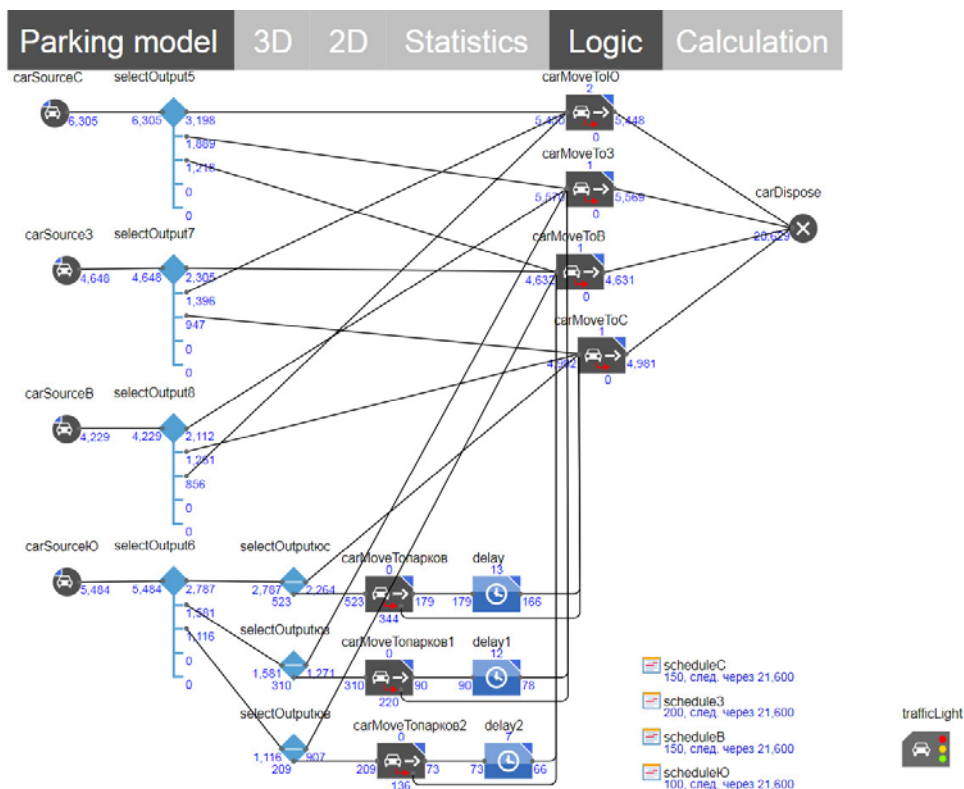 Parking model 3D 2D Statistics Logic Calculation
carSourceC selectOutput5 carMoveToЮ
2
6,305 6,305 3,198 5,448
0
1,889
1,218
0
0
carMoveToЗ
1
5,570 5,569
0
carDispose
20,629
carSourceЗ selectOutput7 carMoveToВ
1
4,648 4,648 2,305 4,632 4,631
0
1,396
947
0
0
carMoveToC
1
4,982 4,981
0
carSourceB selectOutput8
4,229 4,229 2,112
1,261
856
0
0
carSourceЮ selectOutput6 selectOutputюс carMoveToпарков delay
0 13
5,484 5,484 2,787 2,787 2,264
523 523 179 179 166
344
1,581
1,116
0
0
selectOutputюз carMoveToпарков1 delay1
0 12
1,581 1,271
310 310 90 90 78
220
selectOutputюв carMoveToпарков2 delay2
0 7
1,116 907
209 209 73 73 66
136
scheduleC
150, след. через 21,600
scheduleЗ
200, след. через 21,600
scheduleB
150, след. через 21,600
scheduleЮ
100, след. через 21,600
trafficLight